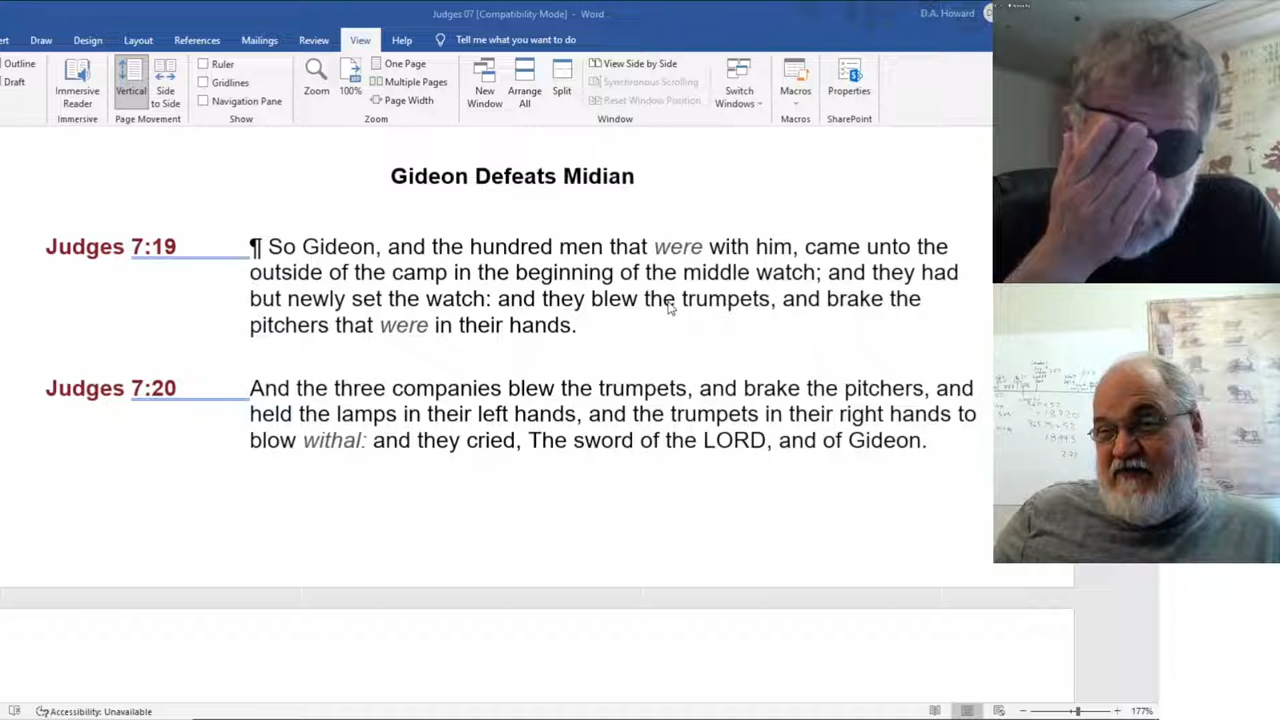 Judges 07 [Compatibility Mode] - Word
D.A. Howard
ert Draw Design Layout References Mailings Review View Help Tell me what you want to do
Outline
Draft
Immersive Reader
Immersive
Vertical
Side to Side
Page Movement
Ruler
Gridlines
Navigation Pane
Show
Zoom
100%
One Page
Multiple Pages
Page Width
Zoom
New Window
Arrange All
Split
View Side by Side
Synchronous Scrolling
Reset Window Position
Switch Windows
Window
Macros
Macros
Properties
SharePoint
Gideon Defeats Midian
Judges 7:19 ¶ So Gideon, and the hundred men that were with him, came unto the
outside of the camp in the beginning of the middle watch; and they had
but newly set the watch: and they blew the trumpets, and brake the
pitchers that were in their hands.
Judges 7:20 And the three companies blew the trumpets, and brake the pitchers, and
held the lamps in their left hands, and the trumpets in their right hands to
blow withal: and they cried, The sword of the LORD, and of Gideon.
Accessibility: Unavailable
177%